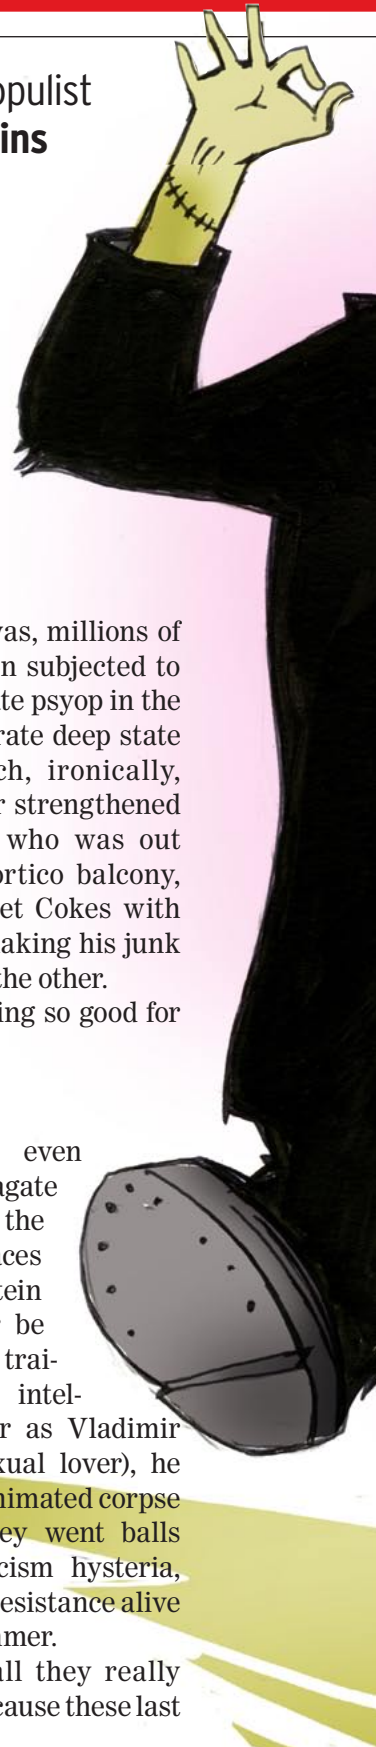 opulist
ins
vas, millions of
n subjected to
te psyop in the
rate deep state
ch, ironically,
r strengthened
who was out
ortico balcony,
et Cokes with
aking his junk
the other.
ing so good for
even
agate
the
ces
tein
be
trai-
intel-
r as Vladimir
xual lover), he
nimated corpse
ey went balls
cism hysteria,
esistance alive
mer.
all they really
cause these last